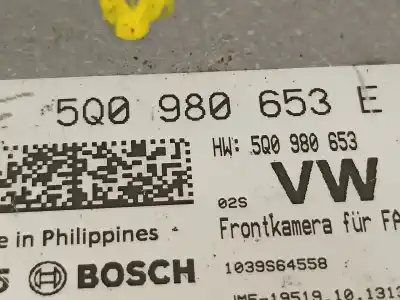 5Q0 980 653 E
HW: 5Q0 980 653
02S VW
Frontkamera für FA
e in Philippines
BOSCH
1039S64558